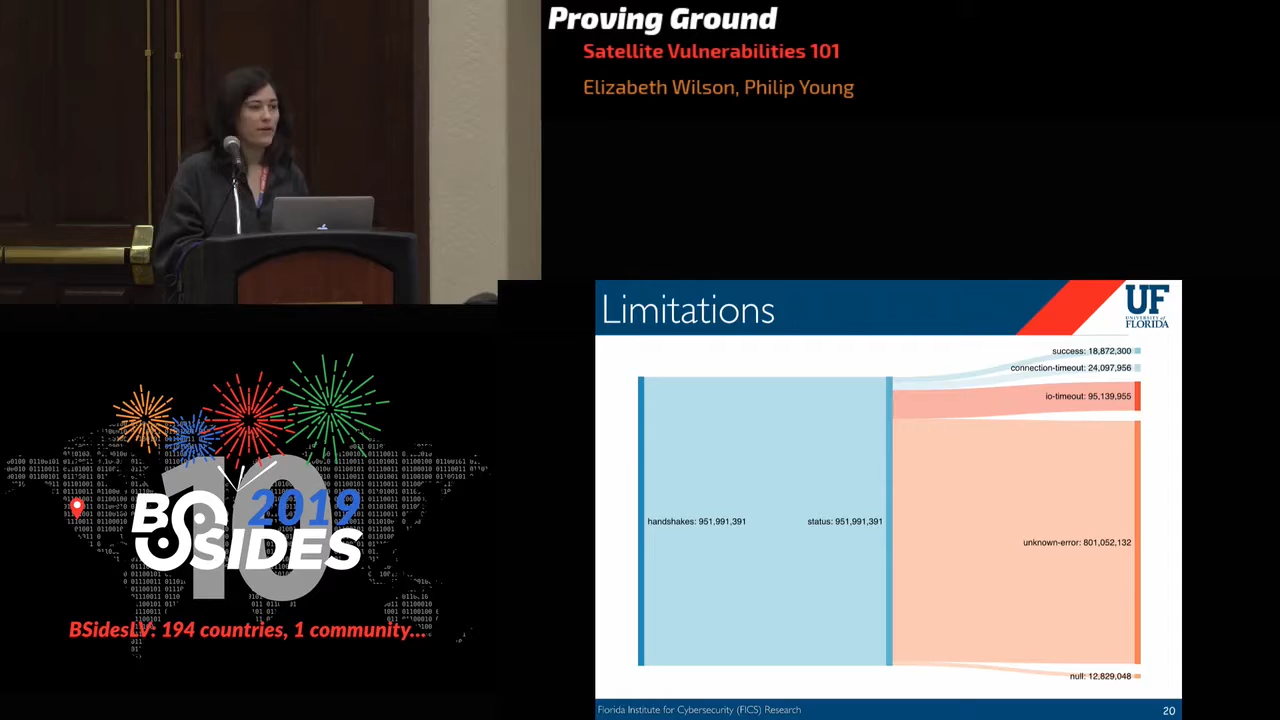 Proving Ground
Satellite Vulnerabilities 101
Elizabeth Wilson, Philip Young
Limitations
UF
UNIVERSITY of
FLORIDA
success: 18,872,300
connection-timeout: 24,097,956
io-timeout: 95,139,955
handshakes: 951,991,391
status: 951,991,391
unknown-error: 801,052,132
null: 12,829,048
Florida Institute for Cybersecurity (FICS) Research
20
10
2019
BSIDES
BSidesLV: 194 countries, 1 community...